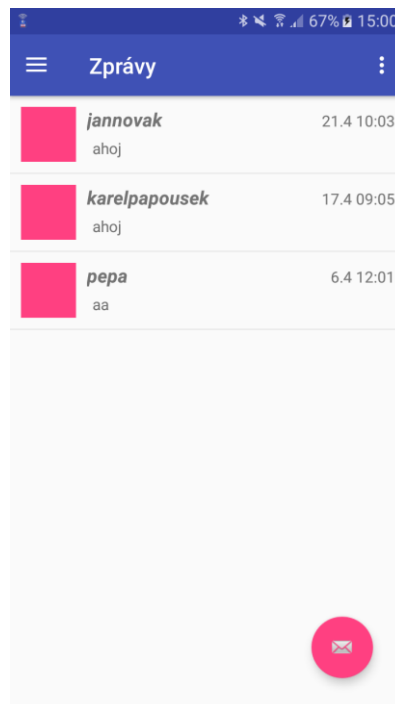 67% 15:00
Zprávy
jannovak 21.4 10:03
ahoj
karelpapousek 17.4 09:05
ahoj
pepa 6.4 12:01
aa